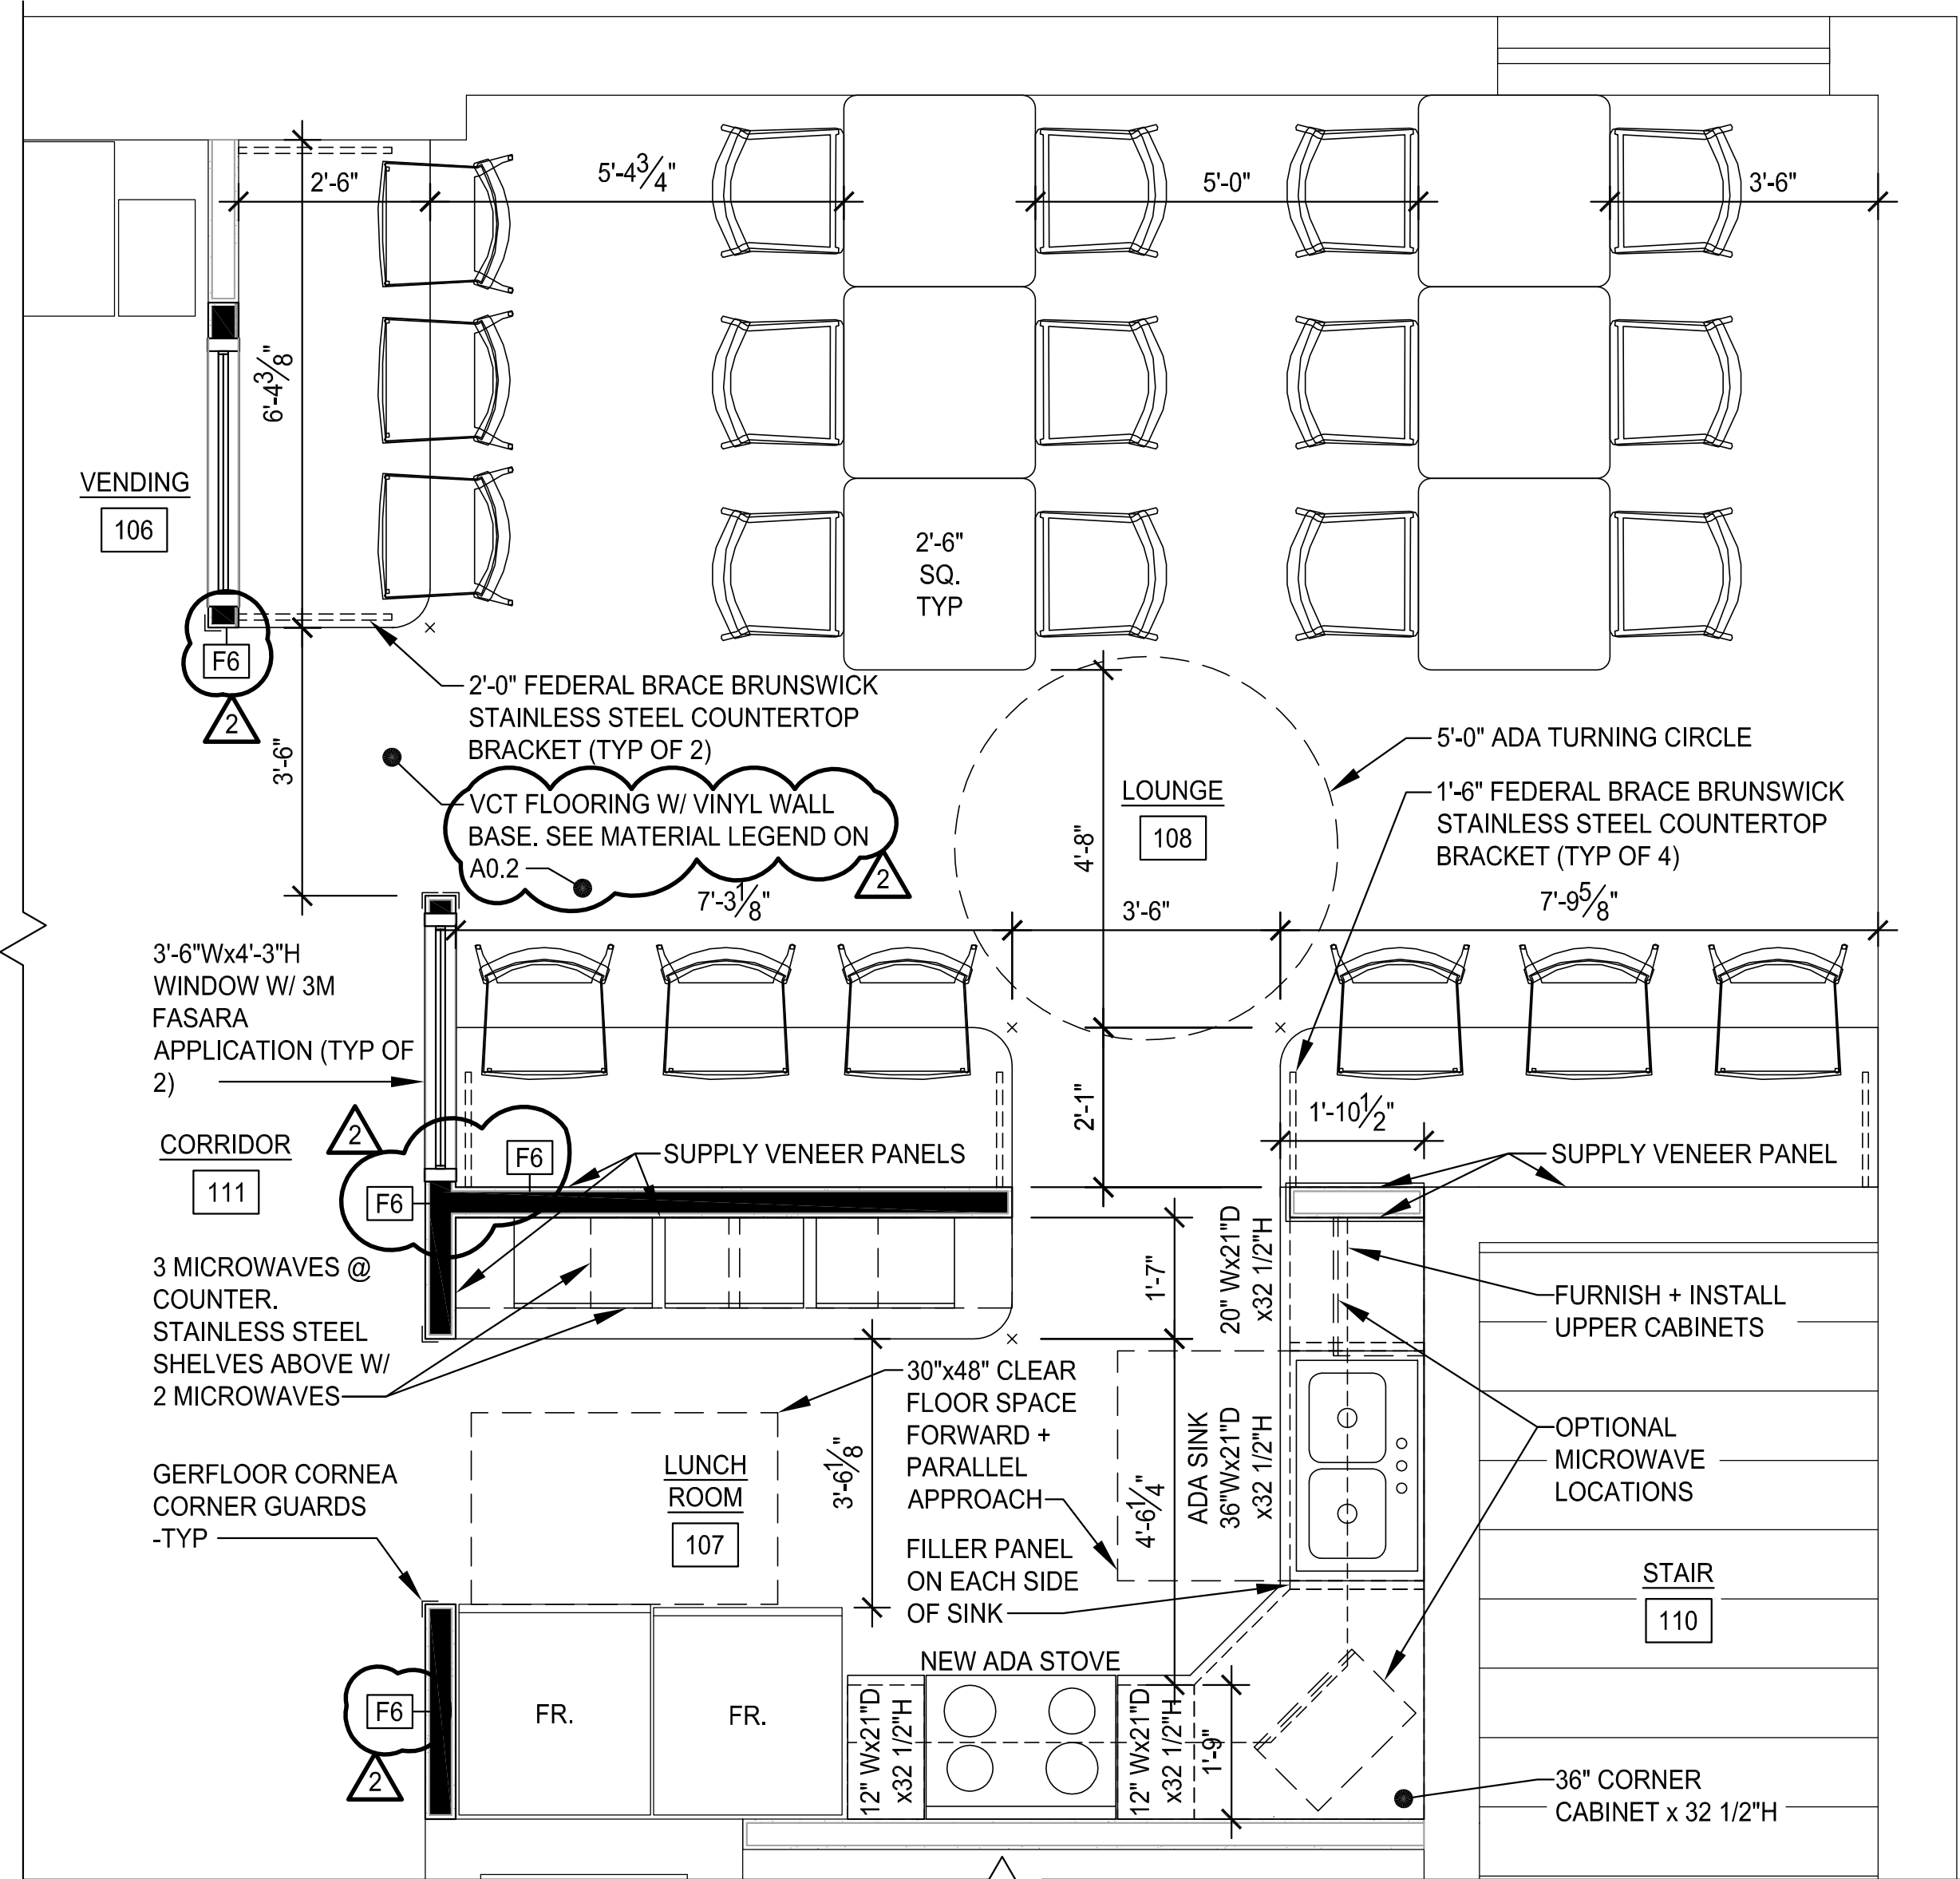 2'-6"
5'-4 3/4"
5'-0"
3'-6"
6'-4 3/8"
VENDING
106
2'-6"
SQ.
TYP
F6
2
3'-6"
2'-0" FEDERAL BRACE BRUNSWICK
STAINLESS STEEL COUNTERTOP
BRACKET (TYP OF 2)
VCT FLOORING W/ VINYL WALL
BASE. SEE MATERIAL LEGEND ON
A0.2
2
LOUNGE
108
4'-8"
5'-0" ADA TURNING CIRCLE
1'-6" FEDERAL BRACE BRUNSWICK
STAINLESS STEEL COUNTERTOP
BRACKET (TYP OF 4)
7'-3 1/8"
3'-6"
7'-9 5/8"
3'-6"Wx4'-3"H
WINDOW W/ 3M
FASARA
APPLICATION (TYP OF
2)
2'-1"
1'-10 1/2"
CORRIDOR
111
2
F6
F6
SUPPLY VENEER PANELS
SUPPLY VENEER PANEL
3 MICROWAVES @
COUNTER.
STAINLESS STEEL
SHELVES ABOVE W/
2 MICROWAVES
1'-7"
20" Wx21"D
x32 1/2"H
FURNISH + INSTALL
UPPER CABINETS
30"x48" CLEAR
FLOOR SPACE
FORWARD +
PARALLEL
APPROACH
3'-6 1/8"
4'-6 1/4"
ADA SINK
36"Wx21"D
x32 1/2"H
OPTIONAL
MICROWAVE
LOCATIONS
GERFLOOR CORNEA
CORNER GUARDS
-TYP
LUNCH
ROOM
107
FILLER PANEL
ON EACH SIDE
OF SINK
STAIR
110
NEW ADA STOVE
F6
2
FR.
FR.
12" Wx21"D
x32 1/2"H
12" Wx21"D
x32 1/2"H
1'-9"
36" CORNER
CABINET x 32 1/2"H